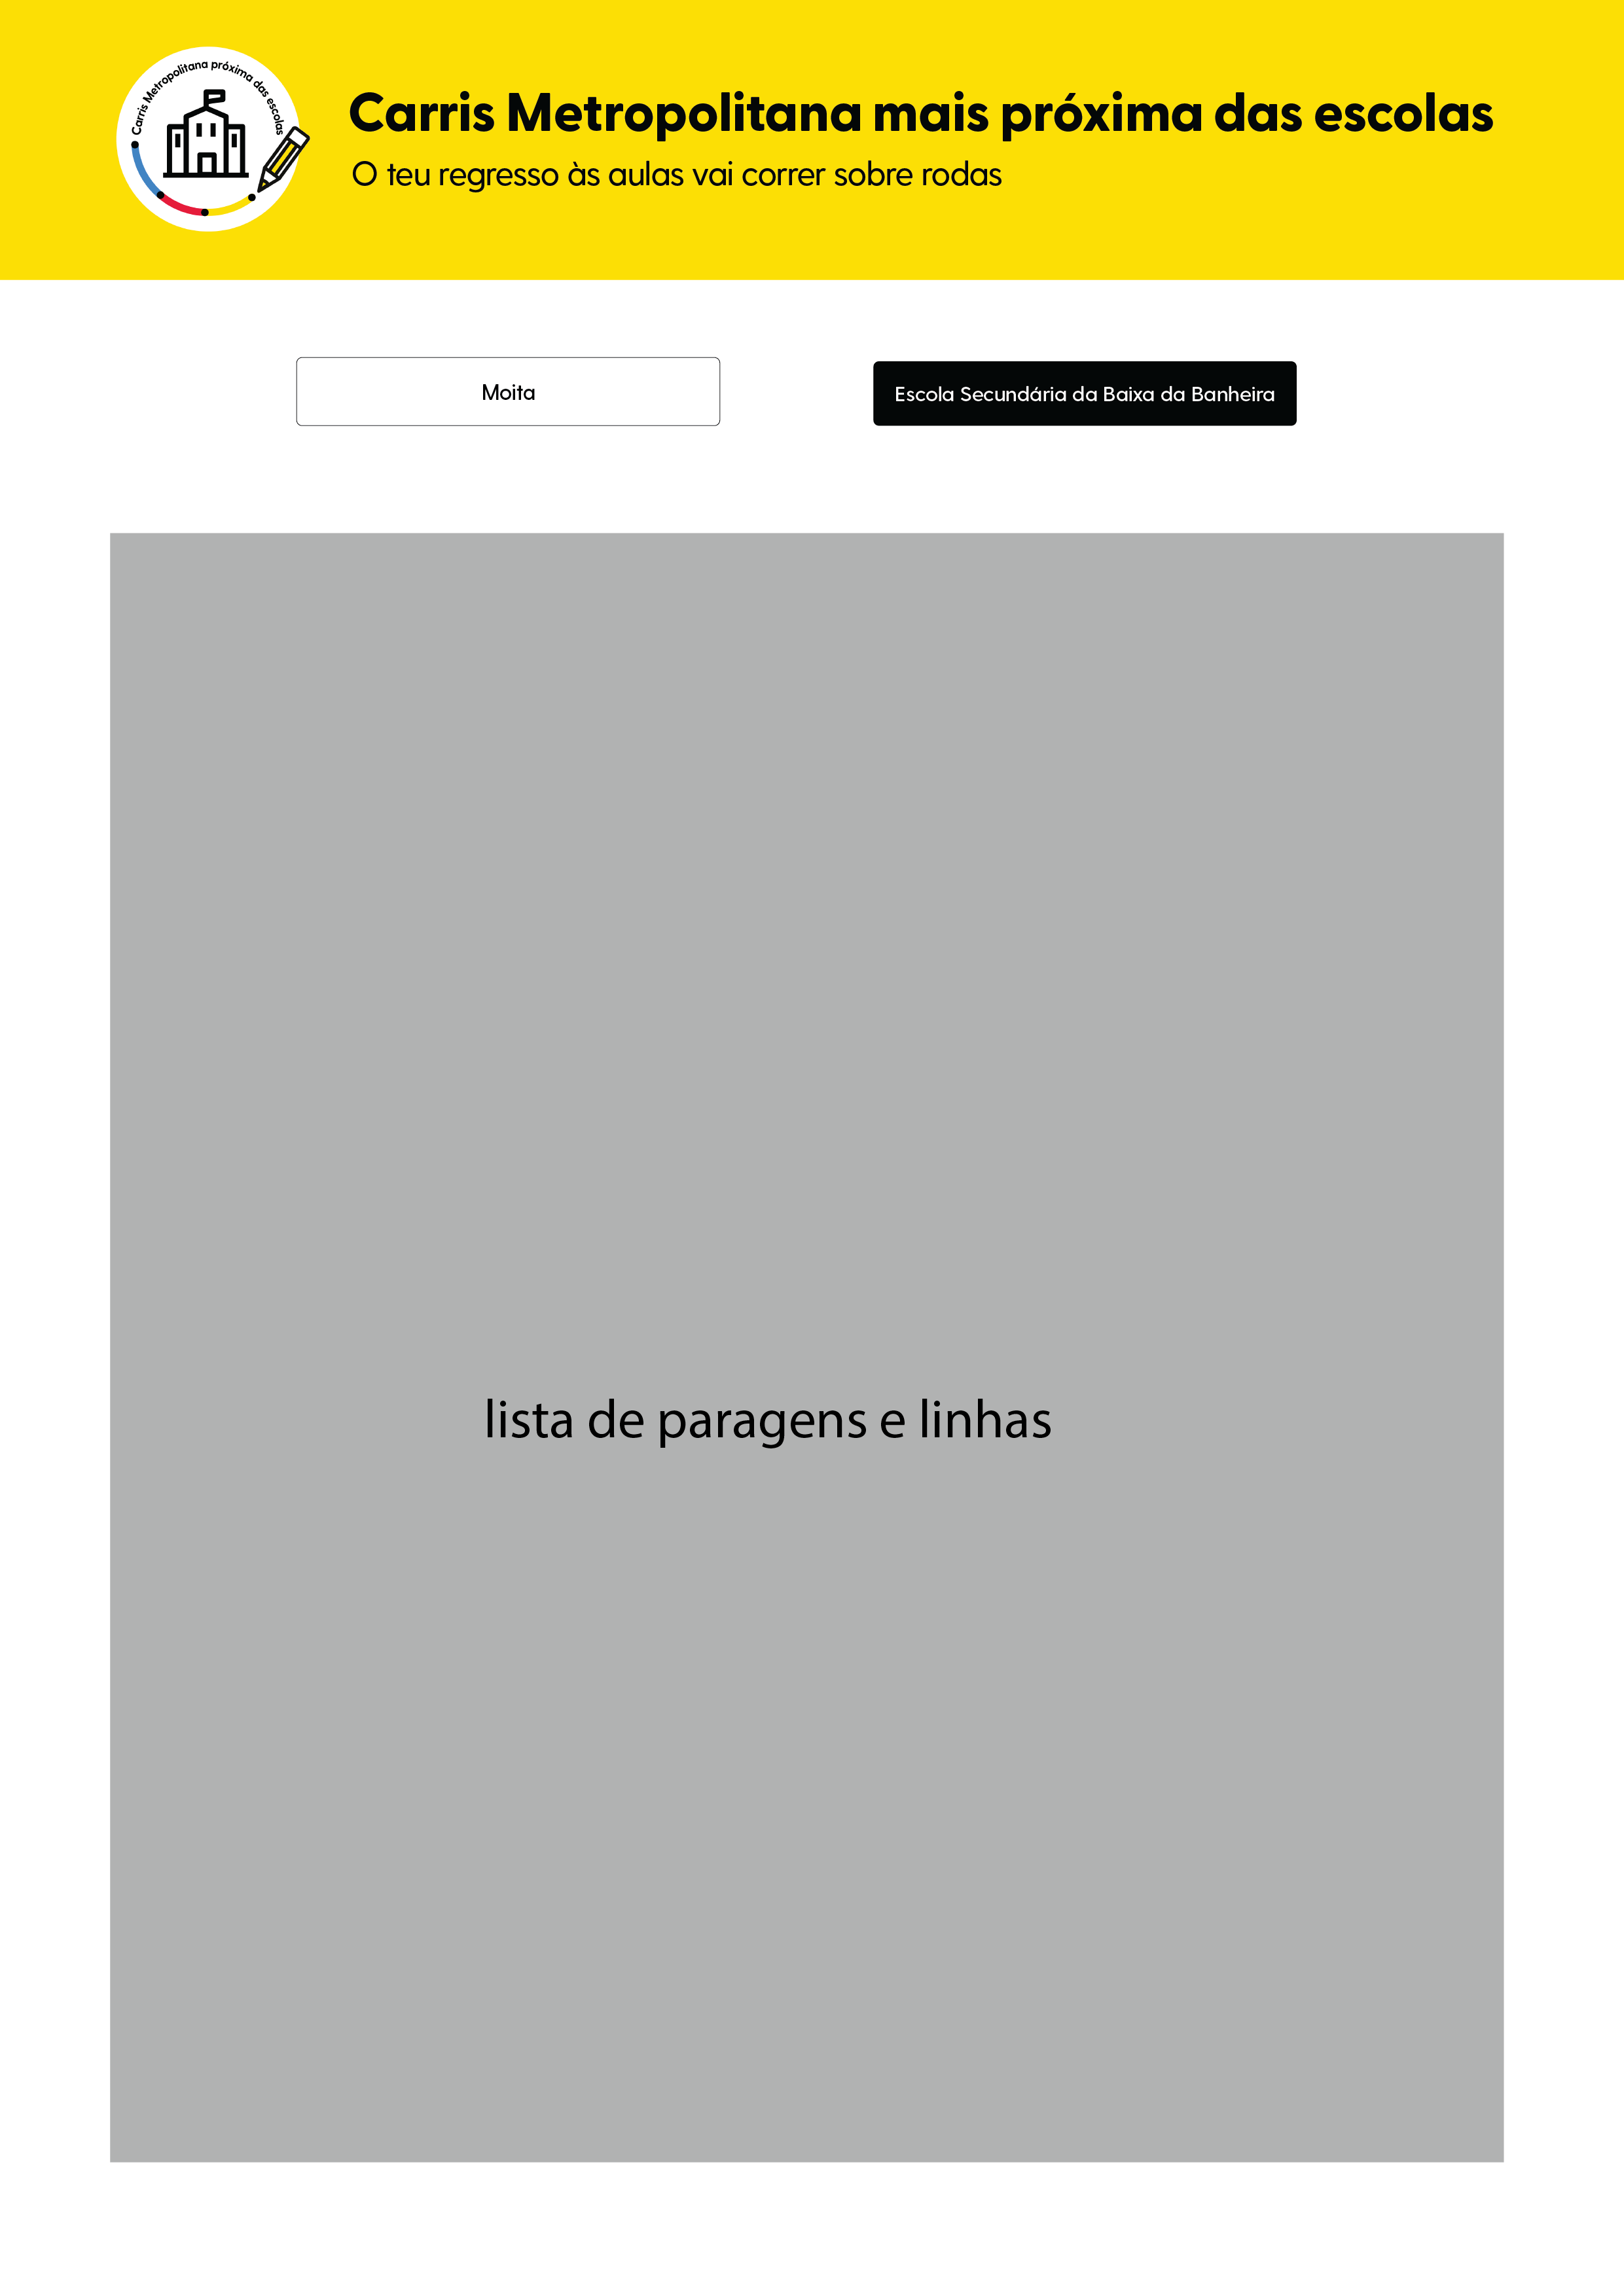 Carris Metropolitana próxima das escolas
Carris Metropolitana mais próxima das escolas
O teu regresso às aulas vai correr sobre rodas
Moita
Escola Secundária da Baixa da Banheira
lista de paragens e linhas